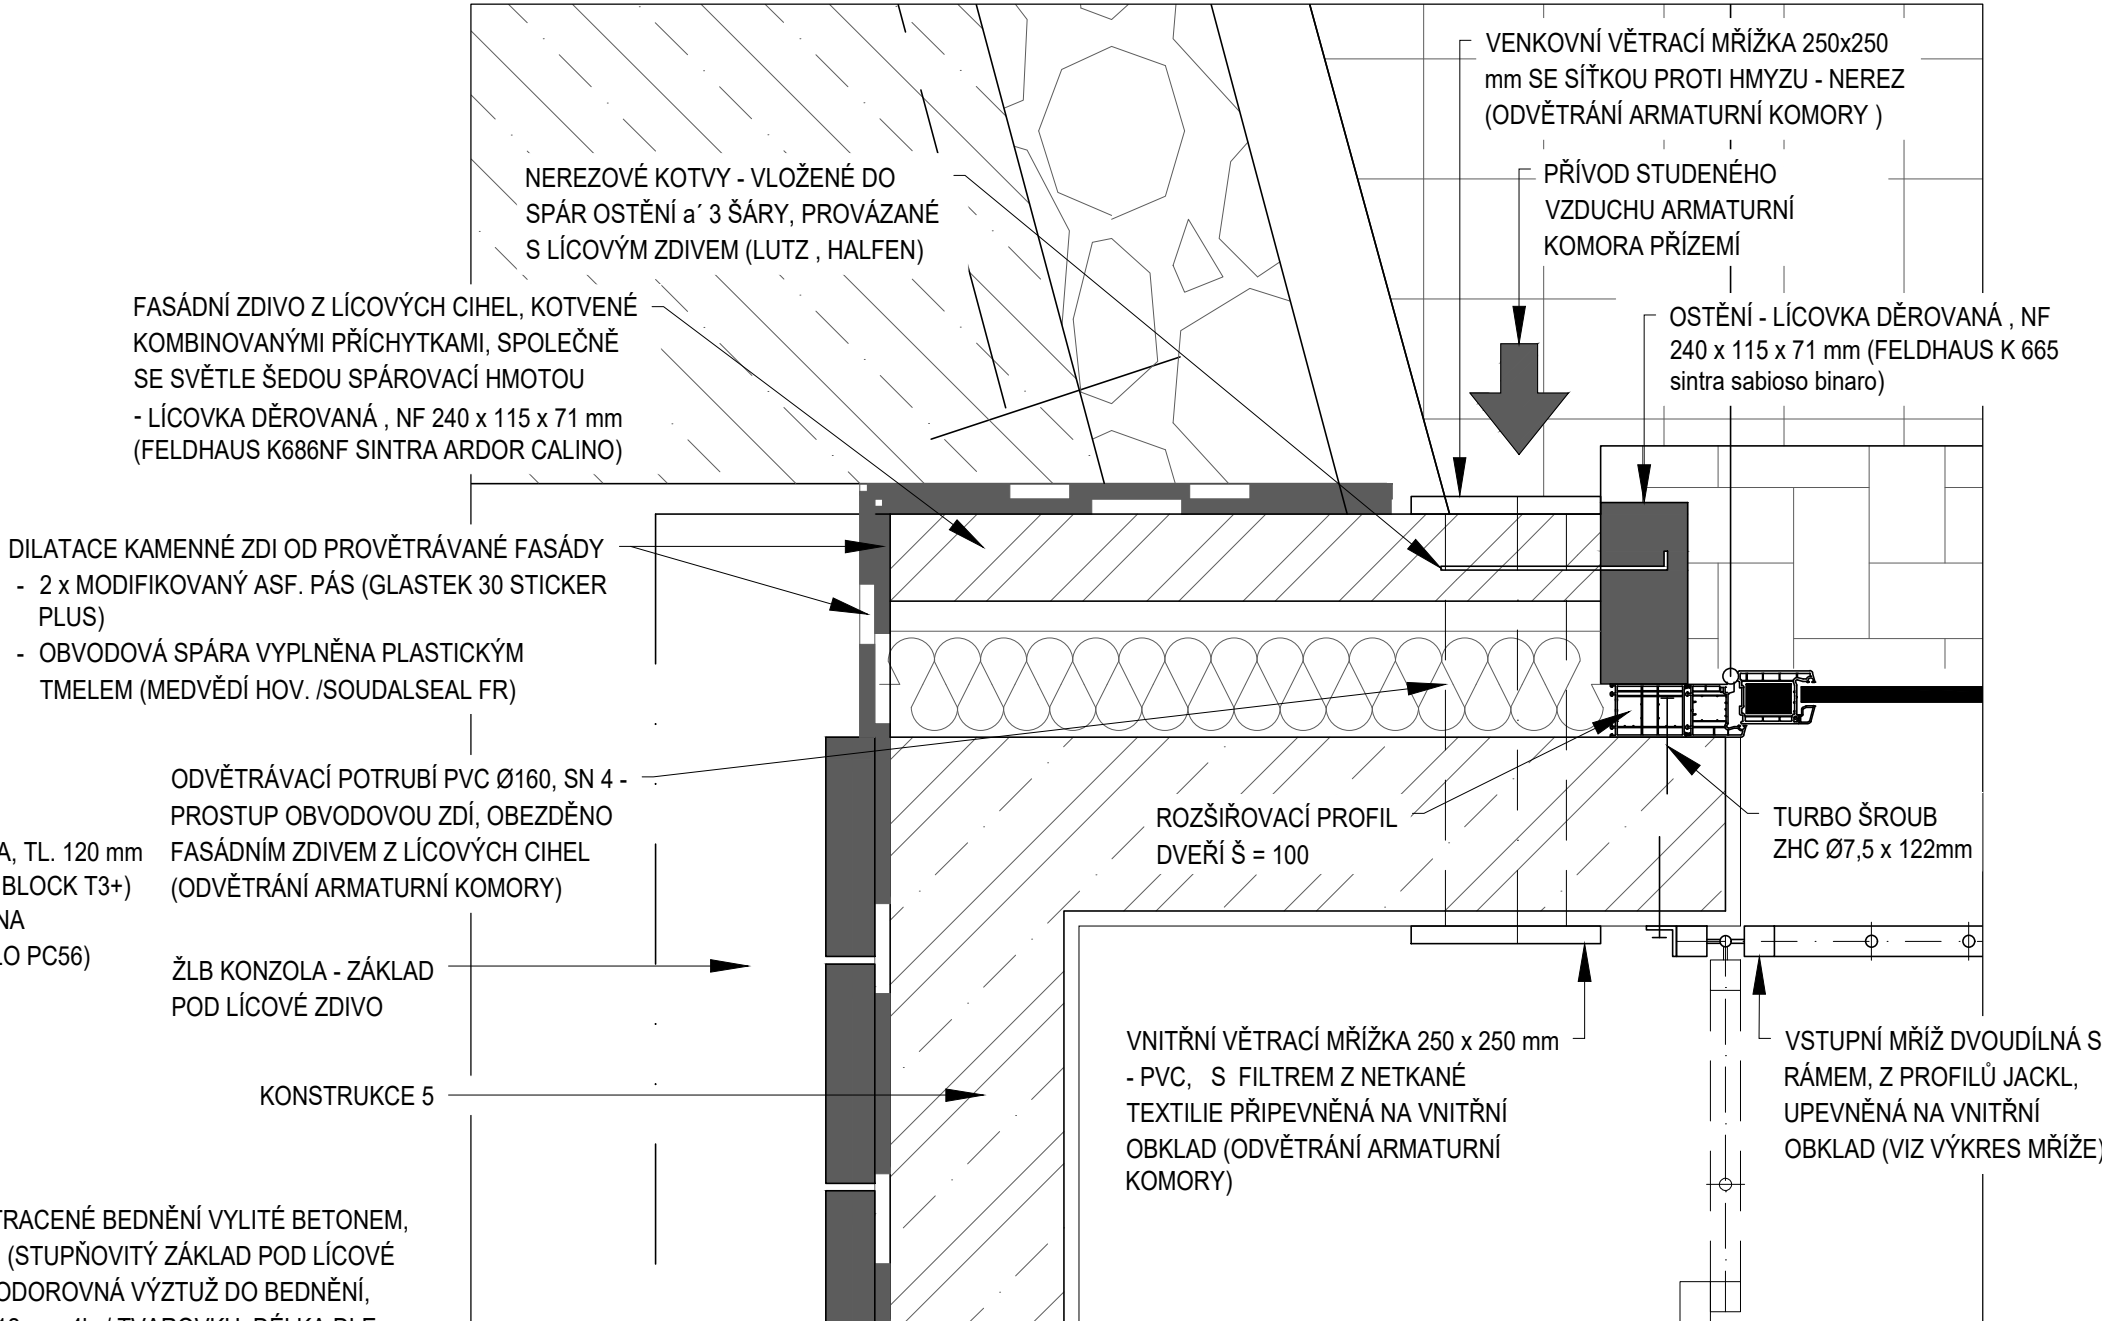 VENKOVNÍ VĚTRACÍ MŘÍŽKA 250x250
mm SE SÍŤKOU PROTI HMYZU - NEREZ
(ODVĚTRÁNÍ ARMATURNÍ KOMORY )
PŘÍVOD STUDENÉHO
VZDUCHU ARMATURNÍ
KOMORA PŘÍZEMÍ
NEREZOVÉ KOTVY - VLOŽENÉ DO
SPÁR OSTĚNÍ a´ 3 ŠÁRY, PROVÁZANÉ
S LÍCOVÝM ZDIVEM (LUTZ , HALFEN)
FASÁDNÍ ZDIVO Z LÍCOVÝCH CIHEL, KOTVENÉ
KOMBINOVANÝMI PŘÍCHYTKAMI, SPOLEČNĚ
SE SVĚTLE ŠEDOU SPÁROVACÍ HMOTOU
- LÍCOVKA DĚROVANÁ , NF 240 x 115 x 71 mm
(FELDHAUS K686NF SINTRA ARDOR CALINO)
OSTĚNÍ - LÍCOVKA DĚROVANÁ , NF
240 x 115 x 71 mm (FELDHAUS K 665
sintra sabioso binaro)
DILATACE KAMENNÉ ZDI OD PROVĚTRÁVANÉ FASÁDY
- 2 x MODIFIKOVANÝ ASF. PÁS (GLASTEK 30 STICKER
PLUS)
- OBVODOVÁ SPÁRA VYPLNĚNA PLASTICKÝM
TMELEM (MEDVĚDÍ HOV. /SOUDALSEAL FR)
ODVĚTRÁVACÍ POTRUBÍ PVC Ø160, SN 4 -
PROSTUP OBVODOVOU ZDÍ, OBEZDĚNO
FASÁDNÍM ZDIVEM Z LÍCOVÝCH CIHEL
(ODVĚTRÁNÍ ARMATURNÍ KOMORY)
A, TL. 120 mm
BLOCK T3+)
NA
LO PC56)
ROZŠIŘOVACÍ PROFIL
DVEŘÍ Š = 100
TURBO ŠROUB
ZHC Ø7,5 x 122mm
ŽLB KONZOLA - ZÁKLAD
POD LÍCOVÉ ZDIVO
KONSTRUKCE 5
VNITŘNÍ VĚTRACÍ MŘÍŽKA 250 x 250 mm
- PVC, S FILTREM Z NETKANÉ
TEXTILIE PŘIPEVNĚNÁ NA VNITŘNÍ
OBKLAD (ODVĚTRÁNÍ ARMATURNÍ
KOMORY)
VSTUPNÍ MŘÍŽ DVOUDÍLNÁ S
RÁMEM, Z PROFILŮ JACKL,
UPEVNĚNÁ NA VNITŘNÍ
OBKLAD (VIZ VÝKRES MŘÍŽE)
TRACENÉ BEDNĚNÍ VYLITÉ BETONEM,
(STUPŇOVITÝ ZÁKLAD POD LÍCOVÉ
ODOROVNÁ VÝZTUŽ DO BEDNĚNÍ,